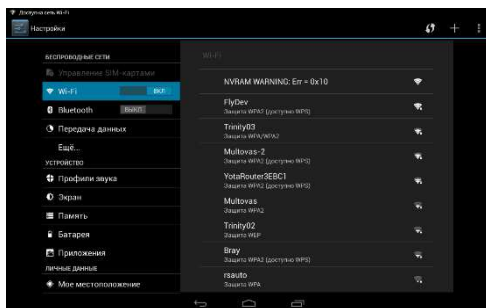 Доступна сеть Wi-Fi
Настройки
БЕСПРОВОДНЫЕ СЕТИ
Управление SIM-картами
Wi-Fi ВКЛ
Bluetooth ВЫКЛ
Передача данных
Ещё...
УСТРОЙСТВО
Профили звука
Экран
Память
Батарея
Приложения
ЛИЧНЫЕ ДАННЫЕ
Мое местоположение
Wi-Fi
NVRAM WARNING: Err = 0x10
FlyDev
Защита WPA2 (доступно WPS)
Trinity03
Защита WPA/WPA2
Multovas-2
Защита WPA2 (доступно WPS)
YotaRouter3EBC1
Защита WPA2 (доступно WPS)
Multovas
Защита WPA2
Trinity02
Защита WEP
Bray
Защита WPA2 (доступно WPS)
rsauto
Защита WPA